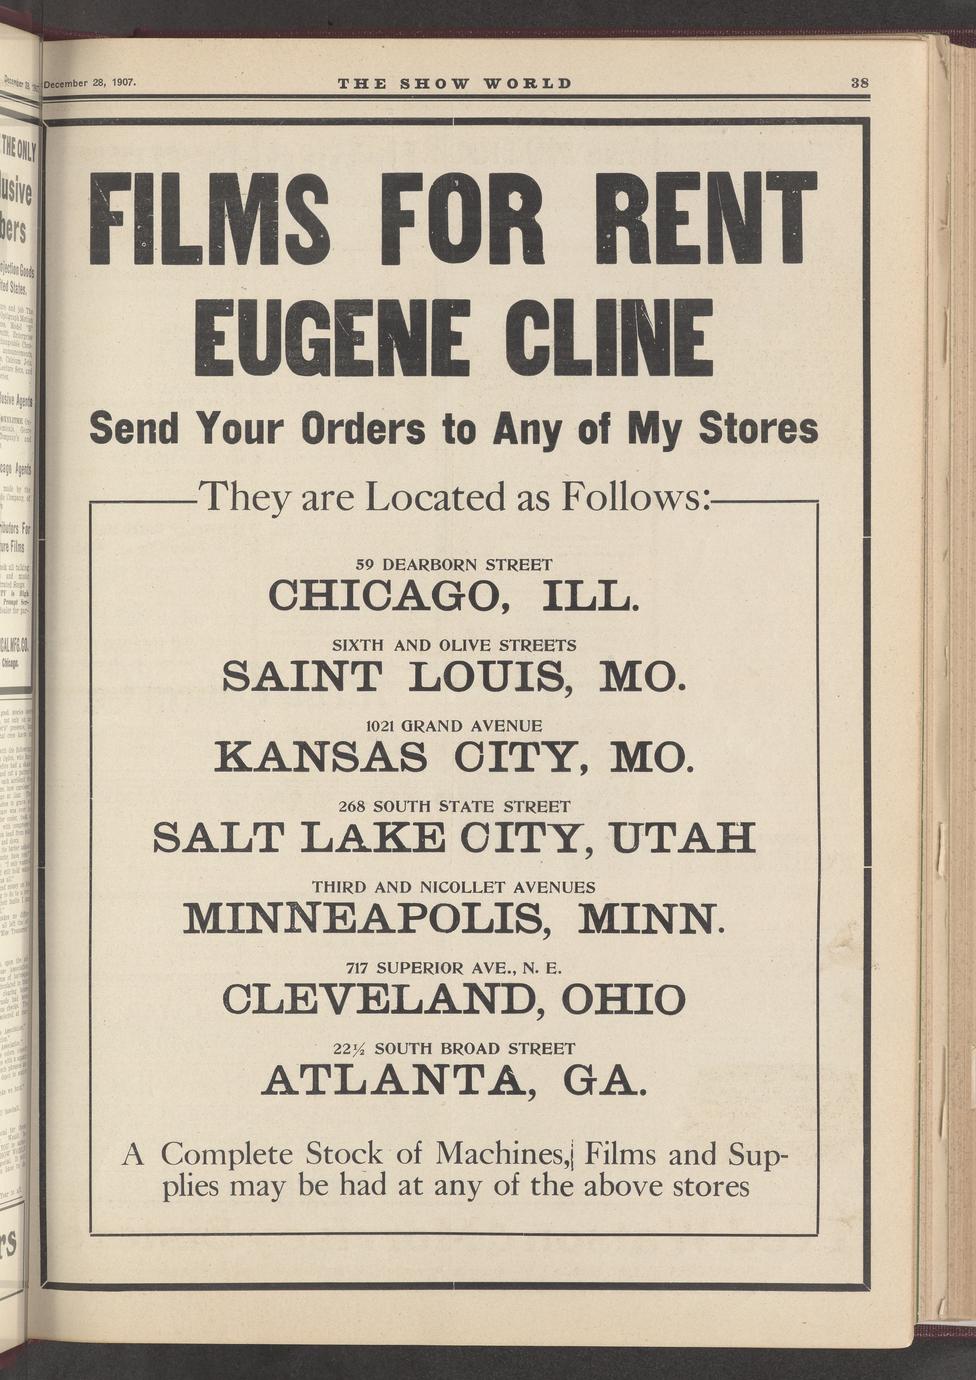 December 28, 1907.
THE SHOW WORLD
38
FILMS FOR RENT
EUGENE CLINE
Send Your Orders to Any of My Stores
They are Located as Follows:
59 DEARBORN STREET
CHICAGO, ILL.
SIXTH AND OLIVE STREETS
SAINT LOUIS, MO.
1021 GRAND AVENUE
KANSAS CITY, MO.
268 SOUTH STATE STREET
SALT LAKE CITY, UTAH
THIRD AND NICOLLET AVENUES
MINNEAPOLIS, MINN.
717 SUPERIOR AVE., N. E.
CLEVELAND, OHIO
22½ SOUTH BROAD STREET
ATLANTA, GA.
A Complete Stock of Machines, Films and Sup-
plies may be had at any of the above stores